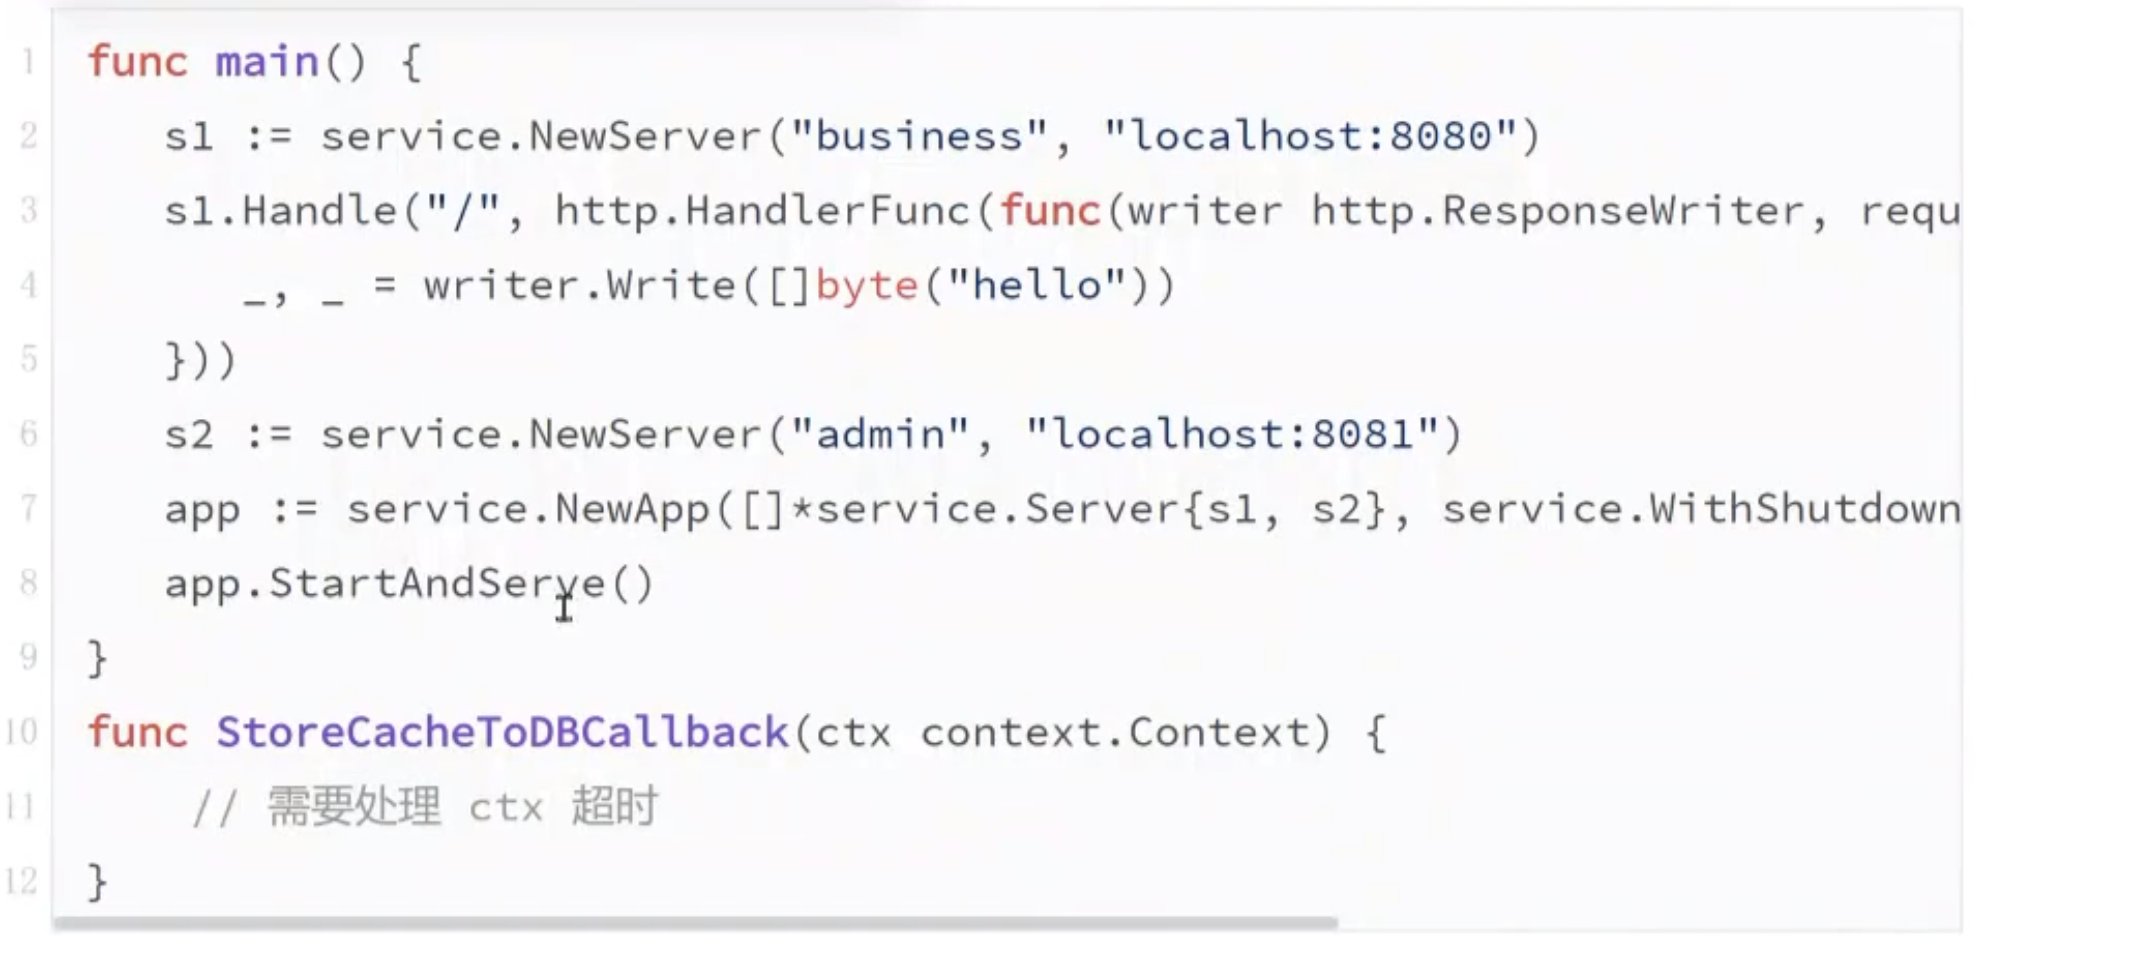 1 func main() {
2 s1 := service.NewServer("business", "localhost:8080")
3 s1.Handle("/", http.HandlerFunc(func(writer http.ResponseWriter, requ
4 _, _ = writer.Write([]byte("hello"))
5 }))
6 s2 := service.NewServer("admin", "localhost:8081")
7 app := service.NewApp([]*service.Server{s1, s2}, service.WithShutdown
8 app.StartAndServe()
9 }
10 func StoreCacheToDBCallback(ctx context.Context) {
11 // 需要处理 ctx 超时
12 }